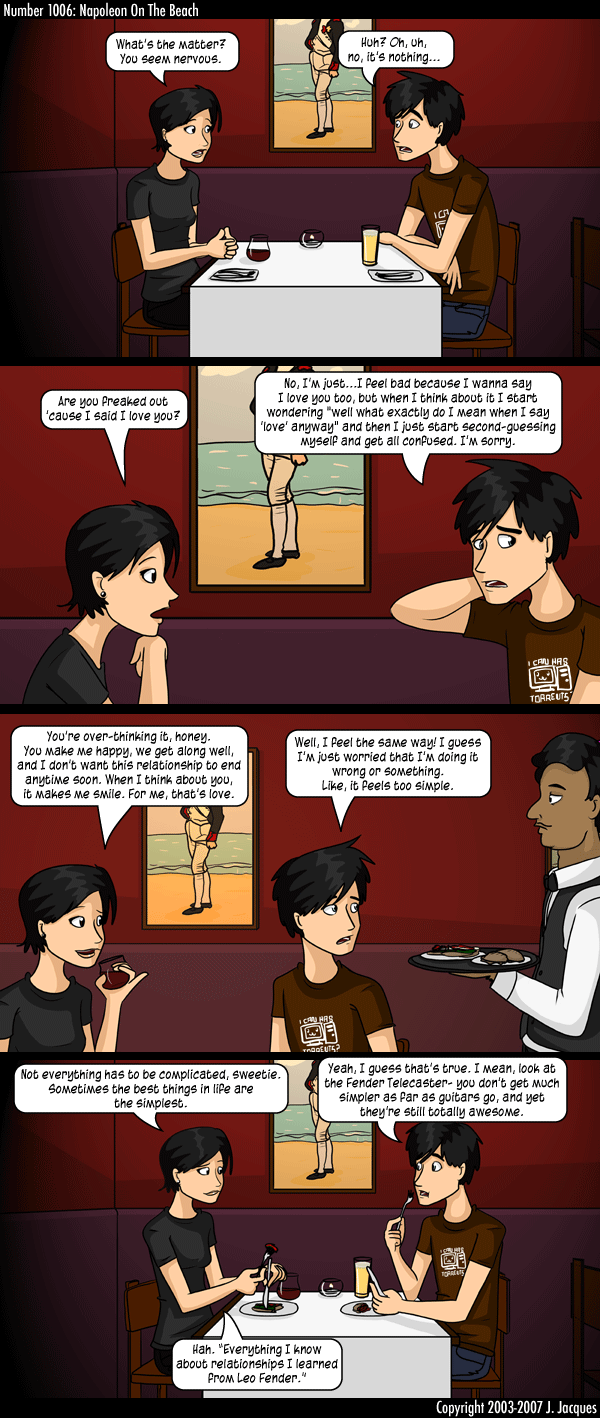 Number 1006: Napoleon On The Beach
What's the matter?
You seem nervous.
Huh? Oh, uh,
no, it's nothing...
I CAN
Are you freaked out
'cause I said I love you?
No, I'm just...I feel bad because I wanna say
I love you too, but when I think about it I start
wondering "well what exactly do I mean when I say
'love' anyway" and then I just start second-guessing
myself and get all confused. I'm sorry.
I CAN HAS
TORRENTS
You're over-thinking it, honey.
You make me happy, we get along well,
and I don't want this relationship to end
anytime soon. When I think about you,
it makes me smile. For me, that's love.
Well, I feel the same way! I guess
I'm just worried that I'm doing it
wrong or something.
Like, it feels too simple.
I CAN HAS
TORRENTS?
Not everything has to be complicated, sweetie.
Sometimes the best things in life are
the simplest.
Yeah, I guess that's true. I mean, look at
the Fender Telecaster- you don't get much
simpler as far as guitars go, and yet
they're still totally awesome.
I CAN HAS
TORRENTS
Hah. "Everything I know
about relationships I learned
from Leo Fender."
Copyright 2003-2007 J. Jacques